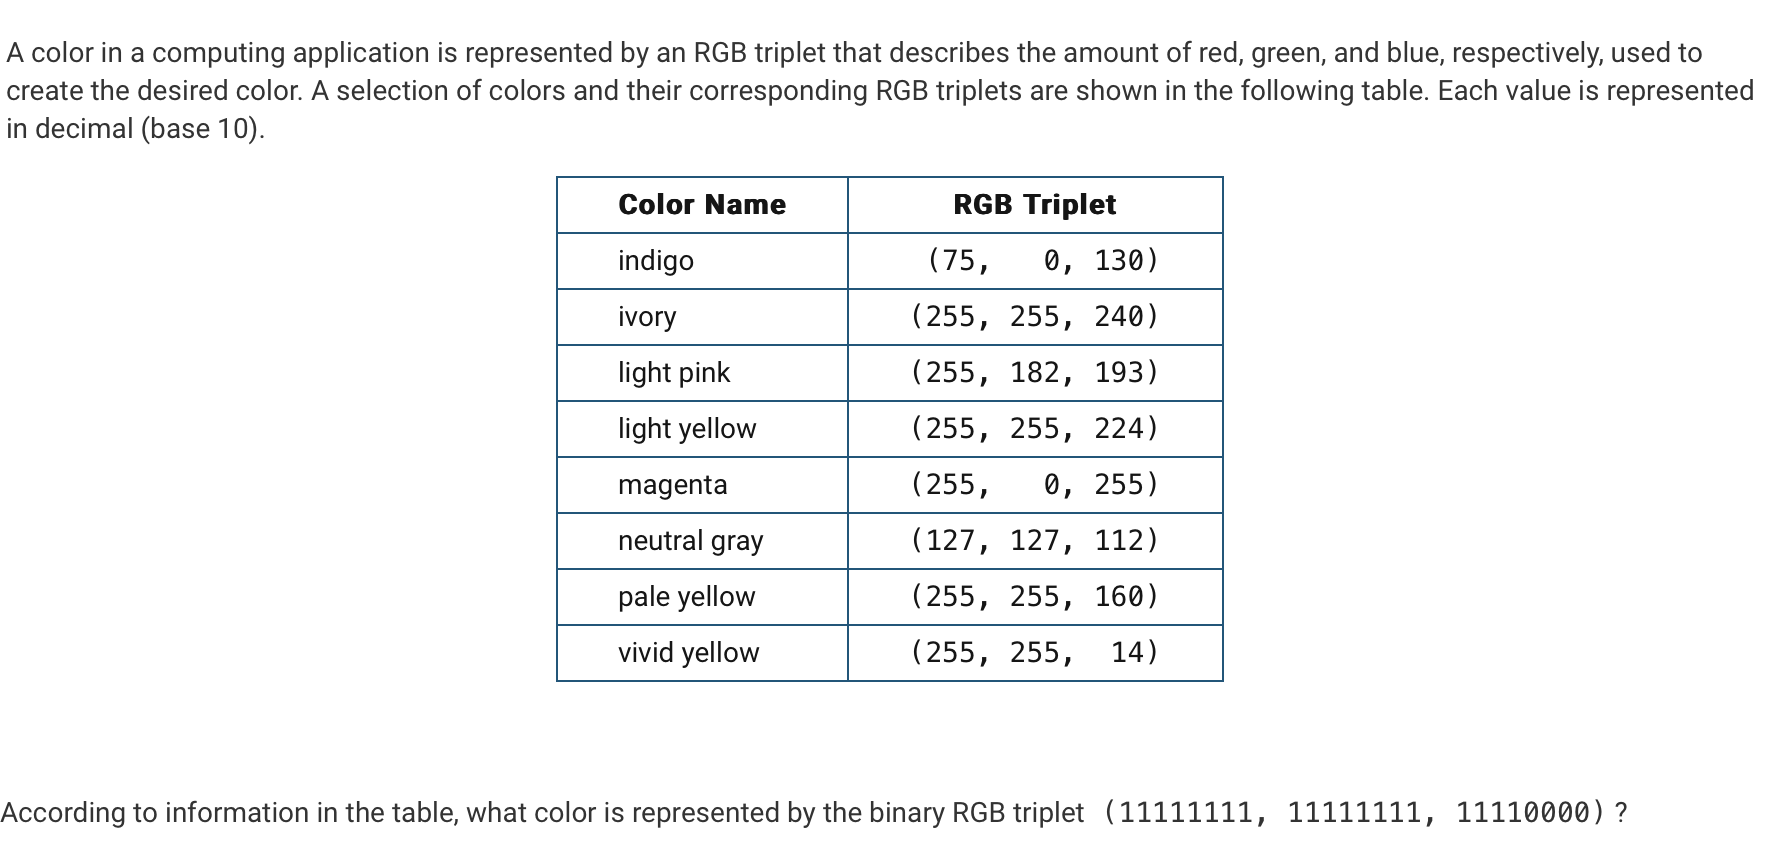 A color in a computing application is represented by an RGB triplet that describes the amount of red, green, and blue, respectively, used to
create the desired color. A selection of colors and their corresponding RGB triplets are shown in the following table. Each value is represented
in decimal (base 10).
Color Name RGB Triplet
indigo (75, 0, 130)
ivory (255, 255, 240)
light pink (255, 182, 193)
light yellow (255, 255, 224)
magenta (255, 0, 255)
neutral gray (127, 127, 112)
pale yellow (255, 255, 160)
vivid yellow (255, 255, 14)
According to information in the table, what color is represented by the binary RGB triplet (11111111, 11111111, 11110000) ?